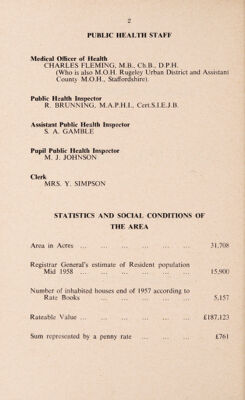 2
PUBLIC HEALTH STAFF
Medical Officer of Health
CHARLES FLEMING, M.B., Ch.B., D.P.H.
(Who is also M.O.H. Rugeley Urban District and Assistant
County M.O.H., Staffordshire).
Public Health Inspector
R. BRUNNING, M.A.P.H.I., Cert.S.I.E.J.B.
Assistant Public Health Inspector
S. A. GAMBLE
Pupil Public Health Inspector
M. J. JOHNSON
Clerk
MRS. Y. SIMPSON
STATISTICS AND SOCIAL CONDITIONS OF
THE AREA
Area in Acres ... ... ... ... ... ... 31,708
Registrar General's estimate of Resident population
Mid 1958 ... ... ... ... ... ... 15,900
Number of inhabited houses end of 1957 according to
Rate Books ... ... ... ... ... 5,157
Rateable Value ... ... ... ... ... ... £187,123
Sum represented by a penny rate ... ... ... ... £761